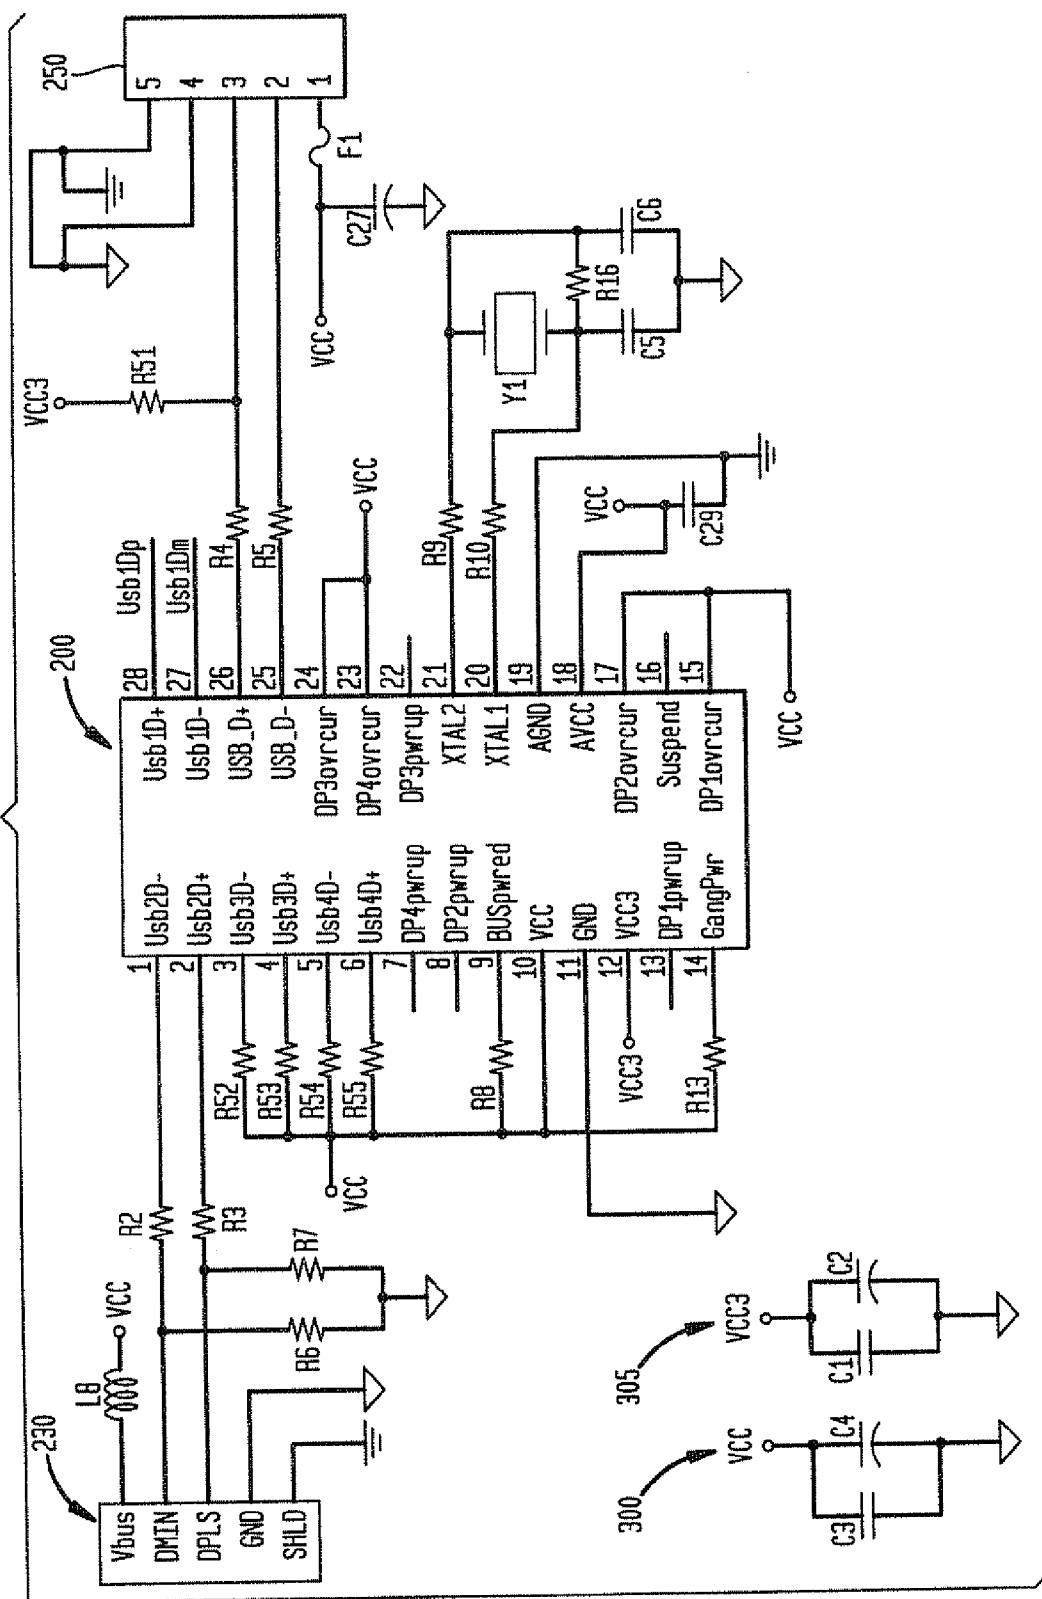 250
5
4
3
2
1
F1
C27
VCC
VCC3
R51
R4
R5
VCC
C6
R16
C5
Y1
R9
R10
VCC
C29
VCC
Usb1Dp
Usb1Dm
200
28
27
26
25
24
23
22
21
20
19
18
17
16
15
Usb1D+
Usb1D-
USB_D+
USB_D-
DP3ovrcur
DP4ovrcur
DP3pwrup
XTAL2
XTAL1
AGND
AVCC
DP2ovrcur
Suspend
DP1ovrcur
Usb2D-
Usb2D+
Usb3D-
Usb3D+
Usb4D-
Usb4D+
DP4pwrup
DP2pwrup
BUSpwred
VCC
GND
VCC3
DP1pwrup
GangPwr
1
2
3
4
5
6
7
8
9
10
11
12
13
14
R52
R53
R54
R55
R8
VCC3
R13
VCC
R2
R3
R7
R6
VCC
L8
230
Vbus
DMIN
DPLS
GND
SHLD
305
VCC3
C2
C1
300
VCC
C4
C3